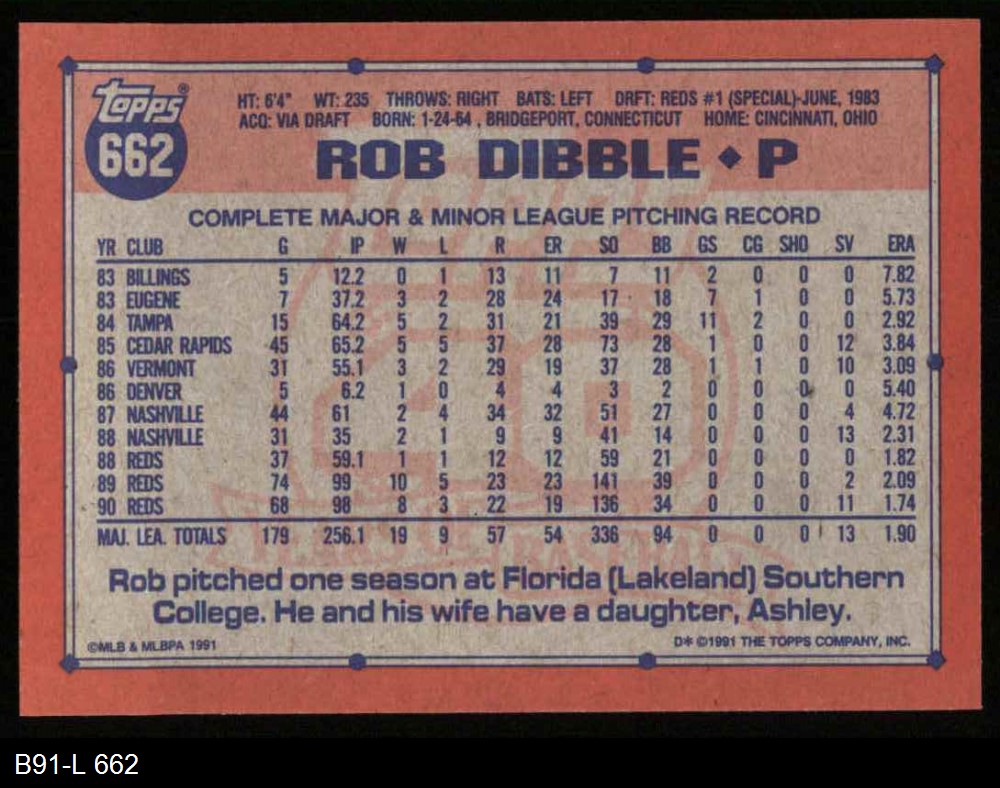 topps®
662
HT: 6'4" WT: 235 THROWS: RIGHT BATS: LEFT DRFT: REDS #1 (SPECIAL)-JUNE, 1983
ACQ: VIA DRAFT BORN: 1-24-64 , BRIDGEPORT, CONNECTICUT HOME: CINCINNATI, OHIO
ROB DIBBLE ◆ P
COMPLETE MAJOR & MINOR LEAGUE PITCHING RECORD
YR CLUB G IP W L R ER SO BB GS CG SHO SV ERA
83 BILLINGS 5 12.2 0 1 13 11 7 11 2 0 0 0 7.82
83 EUGENE 7 37.2 3 2 28 24 17 18 7 1 0 0 5.73
84 TAMPA 15 64.2 5 2 31 21 39 29 11 2 0 0 2.92
85 CEDAR RAPIDS 45 65.2 5 5 37 28 73 28 1 0 0 12 3.84
86 VERMONT 31 55.1 3 2 29 19 37 28 1 1 0 10 3.09
86 DENVER 5 6.2 1 0 4 4 3 2 0 0 0 0 5.40
87 NASHVILLE 44 61 2 4 34 32 51 27 0 0 0 4 4.72
88 NASHVILLE 31 35 2 1 9 9 41 14 0 0 0 13 2.31
88 REDS 37 59.1 1 1 12 12 59 21 0 0 0 0 1.82
89 REDS 74 99 10 5 23 23 141 39 0 0 0 2 2.09
90 REDS 68 98 8 3 22 19 136 34 0 0 0 11 1.74
MAJ. LEA. TOTALS 179 256.1 19 9 57 54 336 94 0 0 0 13 1.90
40
YEARS OF BASEBALL
Rob pitched one season at Florida (Lakeland) Southern
College. He and his wife have a daughter, Ashley.
©MLB & MLBPA 1991 D* ©1991 THE TOPPS COMPANY, INC.
B91-L 662